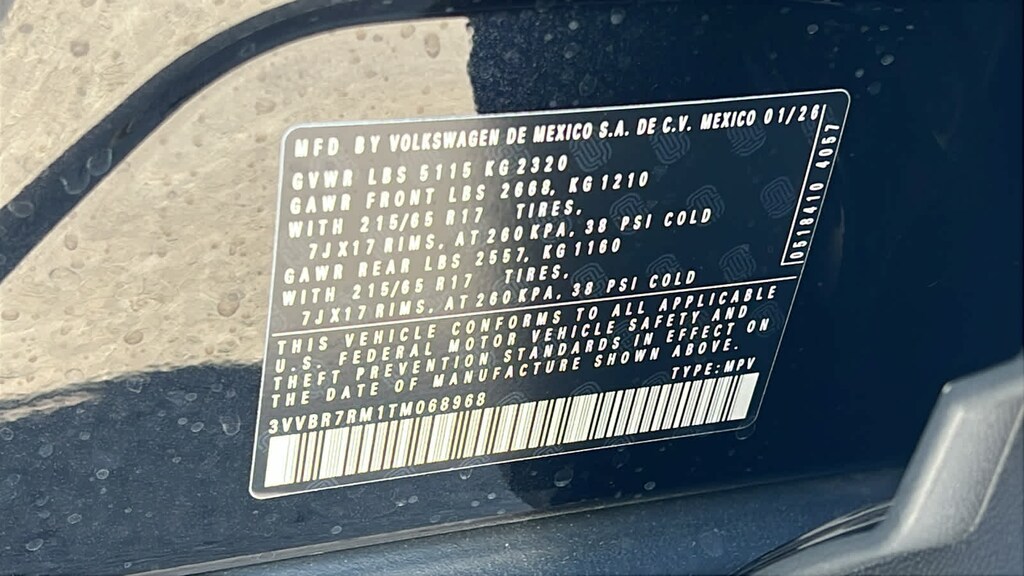 MFD BY VOLKSWAGEN DE MEXICO S.A. DE C.V. MEXICO 01/26
GVWR LBS 5115 KG 2320
GAWR FRONT LBS 2668, KG 1210
WITH 215/65 R17 TIRES,
7JX17 RIMS, AT 260 KPA, 38 PSI COLD
GAWR REAR LBS 2557, KG 1160
WITH 215/65 R17 TIRES,
7JX17 RIMS, AT 260 KPA, 38 PSI COLD
0518410 4057
THIS VEHICLE CONFORMS TO ALL APPLICABLE
U.S. FEDERAL MOTOR VEHICLE SAFETY AND
THEFT PREVENTION STANDARDS IN EFFECT ON
THE DATE OF MANUFACTURE SHOWN ABOVE.
TYPE: MPV
3VVBR7RM1TM068968